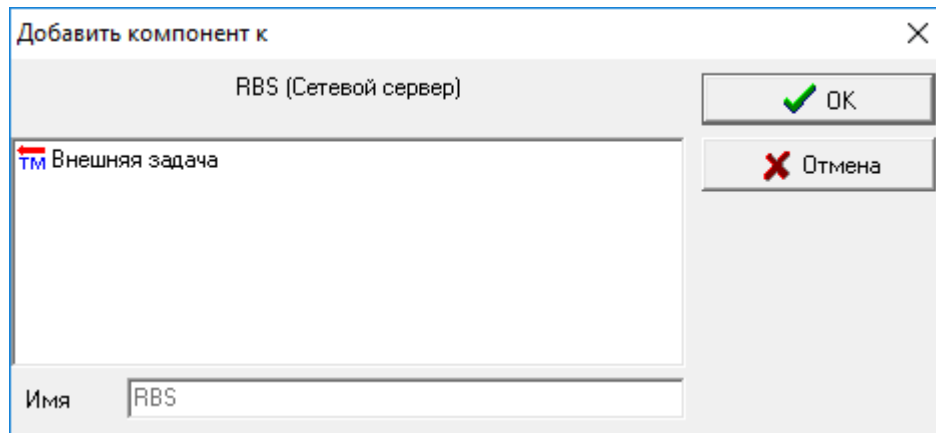 Добавить компонент к
RBS (Сетевой сервер)
OK
ТМ Внешняя задача
Отмена
Имя RBS